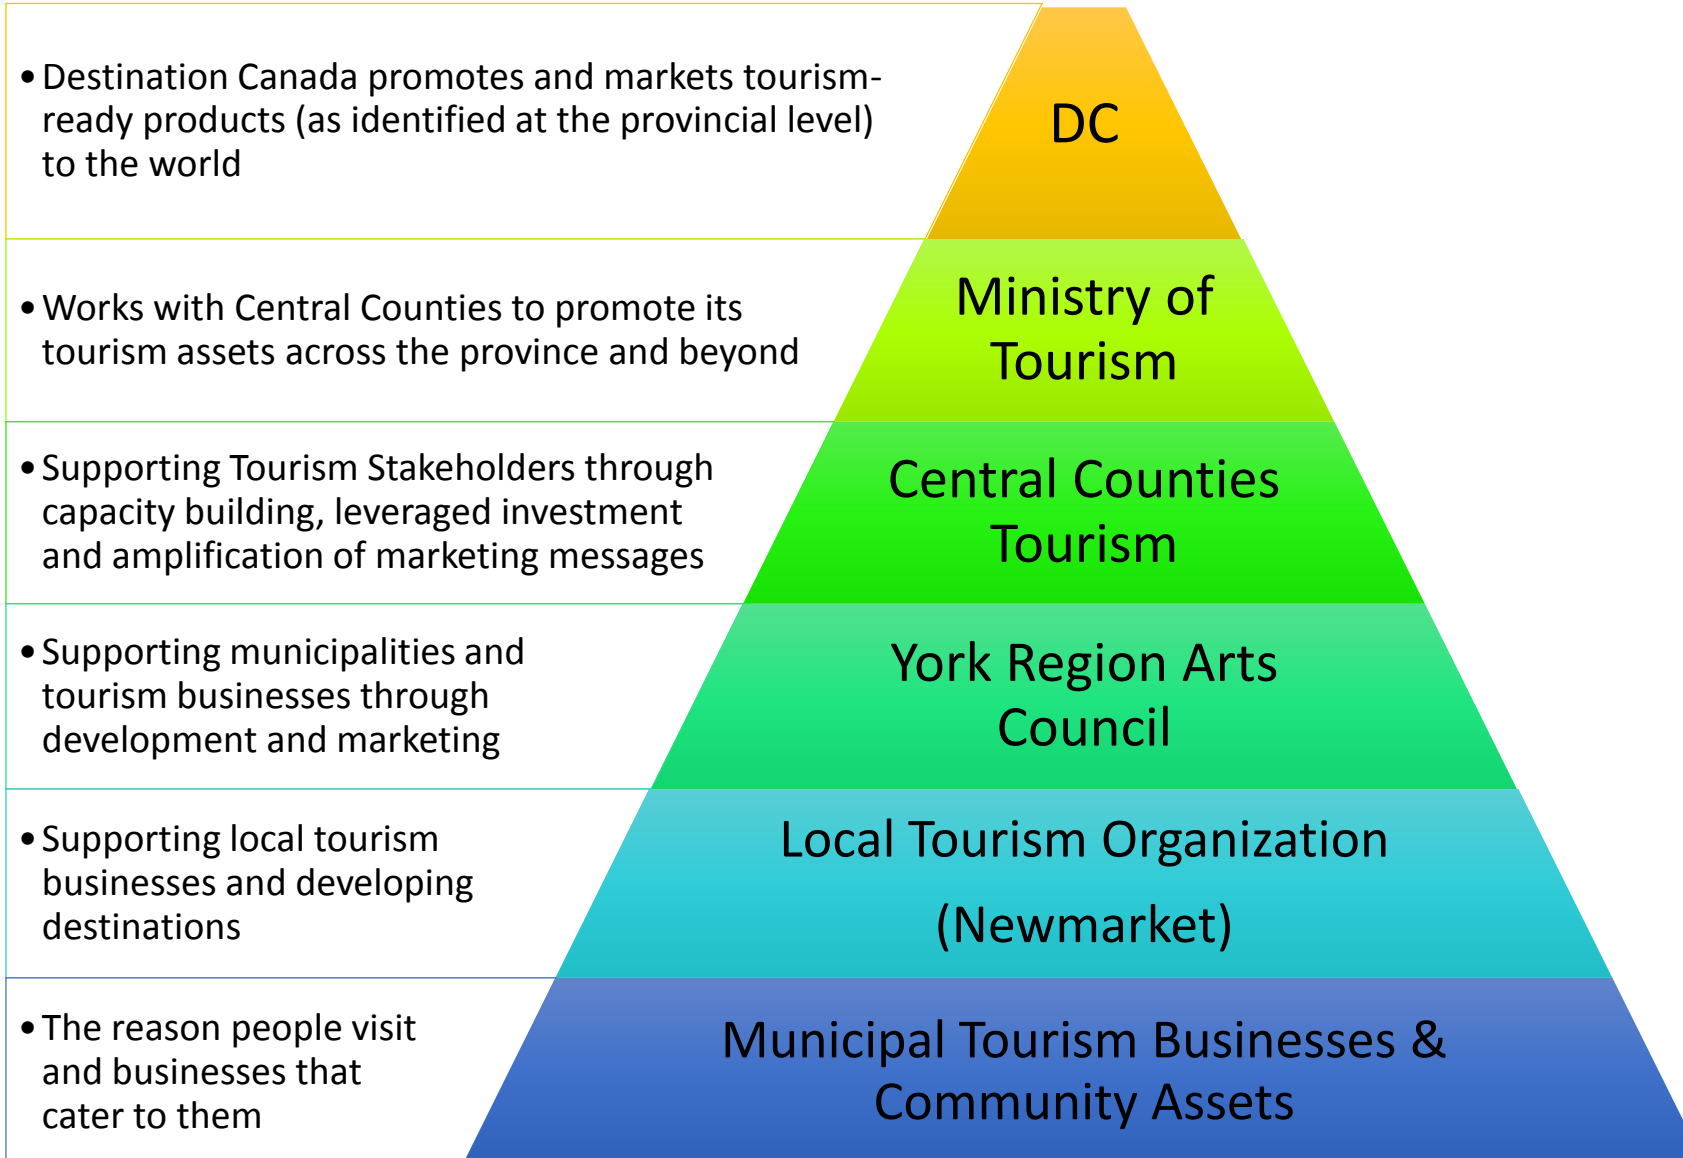 • Destination Canada promotes and markets tourism-
ready products (as identified at the provincial level)
to the world
DC
• Works with Central Counties to promote its
tourism assets across the province and beyond
Ministry of
Tourism
• Supporting Tourism Stakeholders through
capacity building, leveraged investment
and amplification of marketing messages
Central Counties
Tourism
• Supporting municipalities and
tourism businesses through
development and marketing
York Region Arts
Council
• Supporting local tourism
businesses and developing
destinations
Local Tourism Organization
(Newmarket)
• The reason people visit
and businesses that
cater to them
Municipal Tourism Businesses &
Community Assets